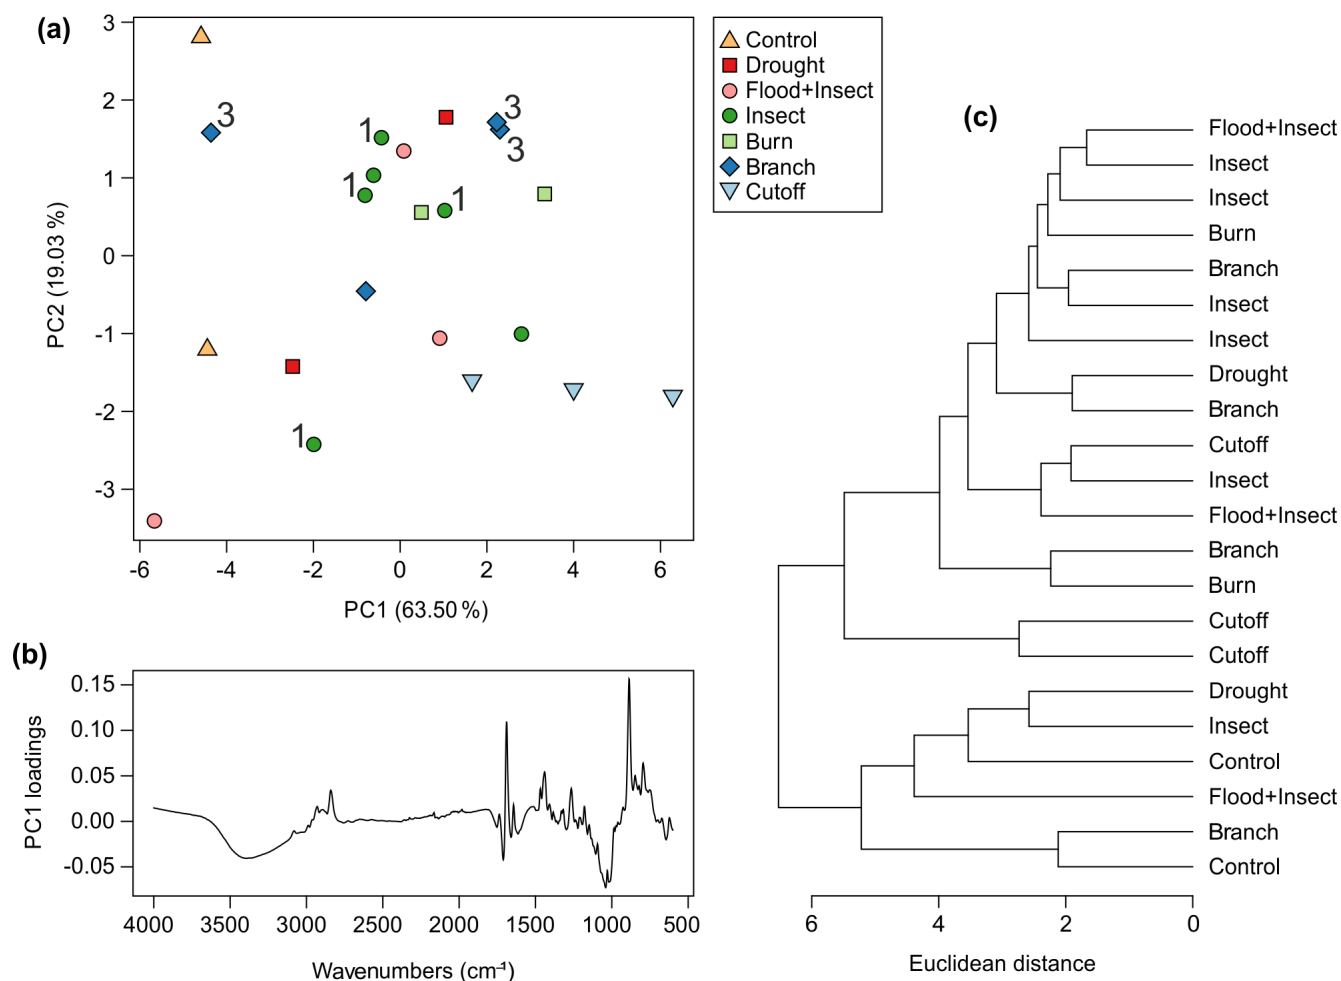 (a)
3
2
1
0
-1
-2
-3
PC2 (19.03 %)
3
3
3
1
1
1
1
-6
-4
-2
0
2
4
6
PC1 (63.50 %)
Control
Drought
Flood+Insect
Insect
Burn
Branch
Cutoff
(b)
0.15
0.10
0.05
0.00
-0.05
PC1 loadings
4000
3500
3000
2500
2000
1500
1000
500
Wavenumbers (cm⁻¹)
(c)
Flood+Insect
Insect
Insect
Burn
Branch
Insect
Insect
Drought
Branch
Cutoff
Insect
Flood+Insect
Branch
Burn
Cutoff
Cutoff
Drought
Insect
Control
Flood+Insect
Branch
Control
6
4
2
0
Euclidean distance